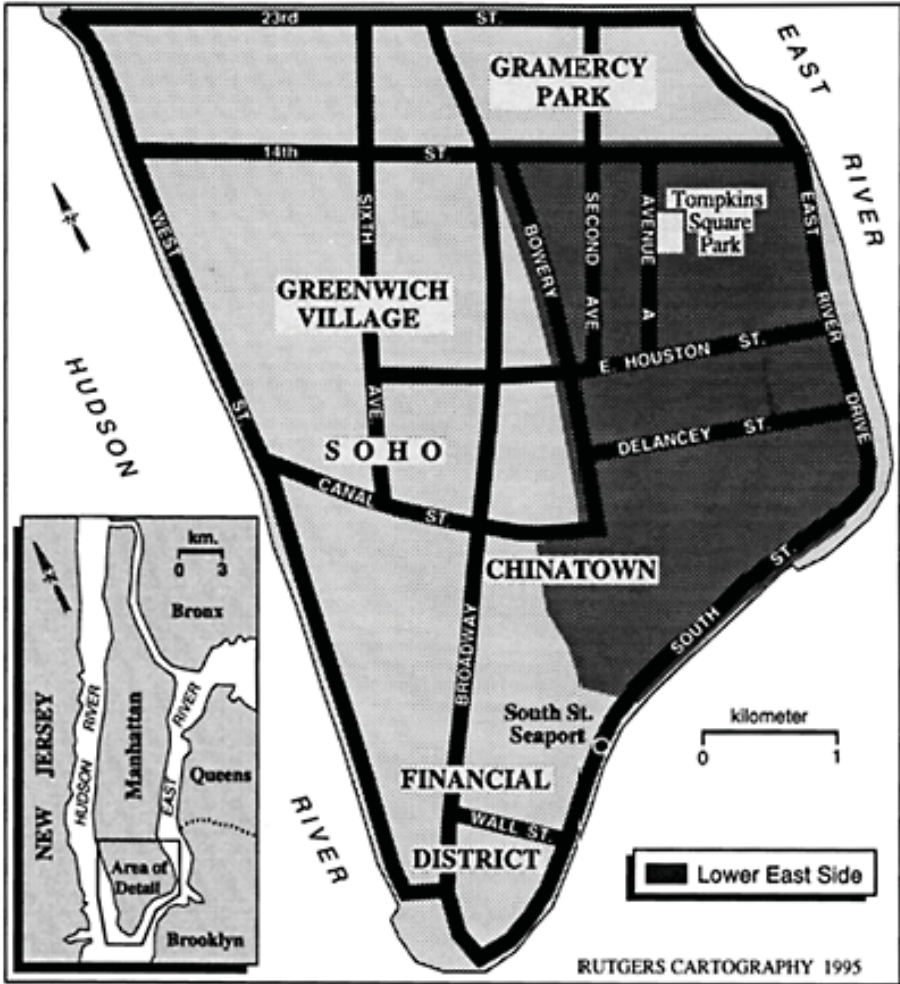 23rd ST.
EAST RIVER
GRAMERCY
PARK
14th ST.
WEST ST.
SIXTH AVE.
BOWERY
SECOND AVE
AVENUE A
Tompkins
Square
Park
EAST RIVER DRIVE
GREENWICH
VILLAGE
E. HOUSTON ST.
HUDSON RIVER
SOHO
DELANCEY ST.
CANAL ST.
CHINATOWN
BROADWAY
SOUTH ST.
South St.
Seaport
kilometer
0 1
FINANCIAL
WALL ST.
DISTRICT
Lower East Side
km.
0 3
Bronx
NEW JERSEY
HUDSON RIVER
Manhattan
EAST RIVER
Queens
Area of
Detail
Brooklyn
RUTGERS CARTOGRAPHY 1995